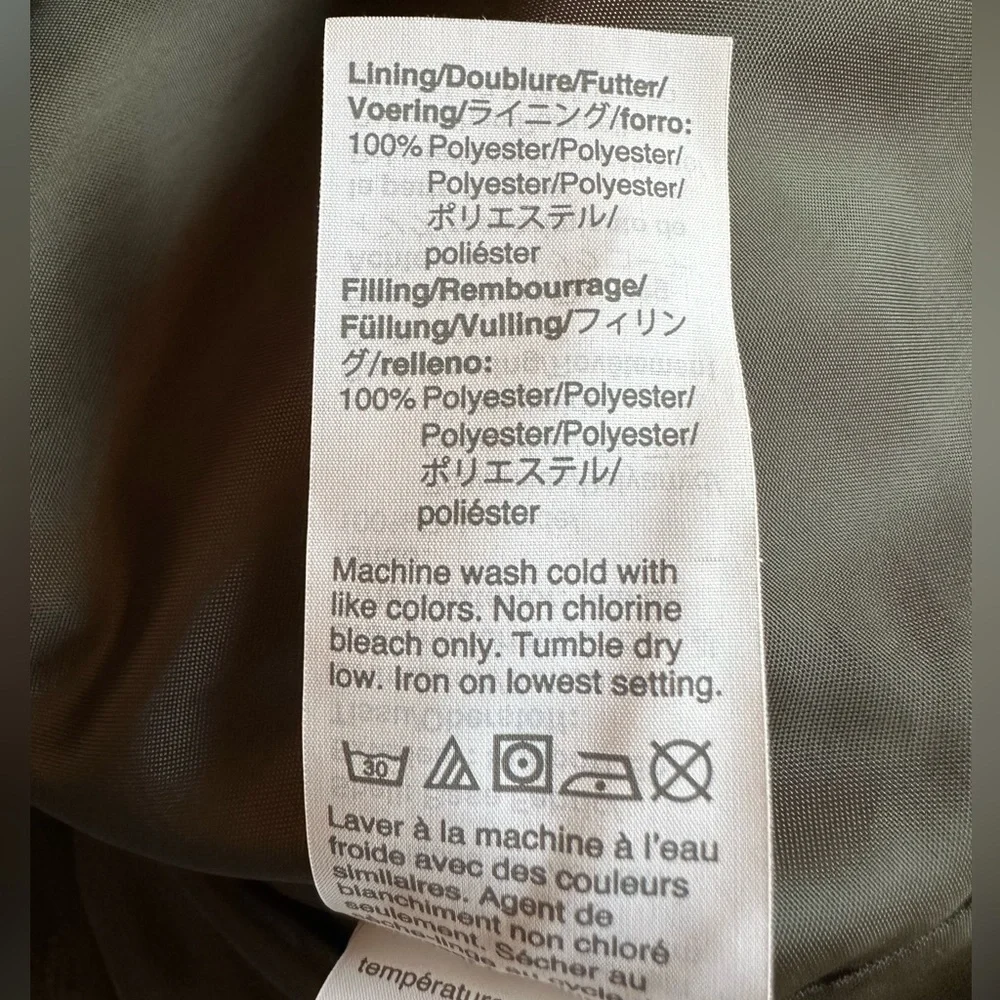 Lining/Doublure/Futter/
Voering/ライニング/forro:
100% Polyester/Polyester/
Polyester/Polyester/
ポリエステル/
poliéster
Filling/Rembourrage/
Füllung/Vulling/フィリン
グ/relleno:
100% Polyester/Polyester/
Polyester/Polyester/
ポリエステル/
poliéster
Machine wash cold with
like colors. Non chlorine
bleach only. Tumble dry
low. Iron on lowest setting.
30
Laver à la machine à l'eau
froide avec des couleurs
similaires. Agent de
blanchiment non chloré
seulement. Sécher au
sèche-linge au cycle